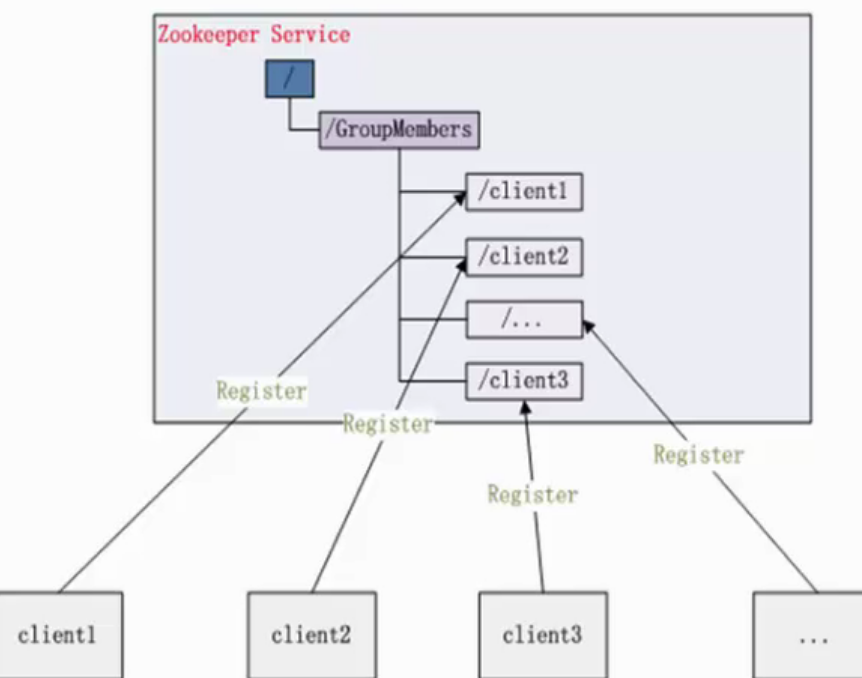 Zookeeper Service
/
/GroupMembers
/client1
/client2
/...
/client3
Register
Register
Register
Register
client1
client2
client3
...